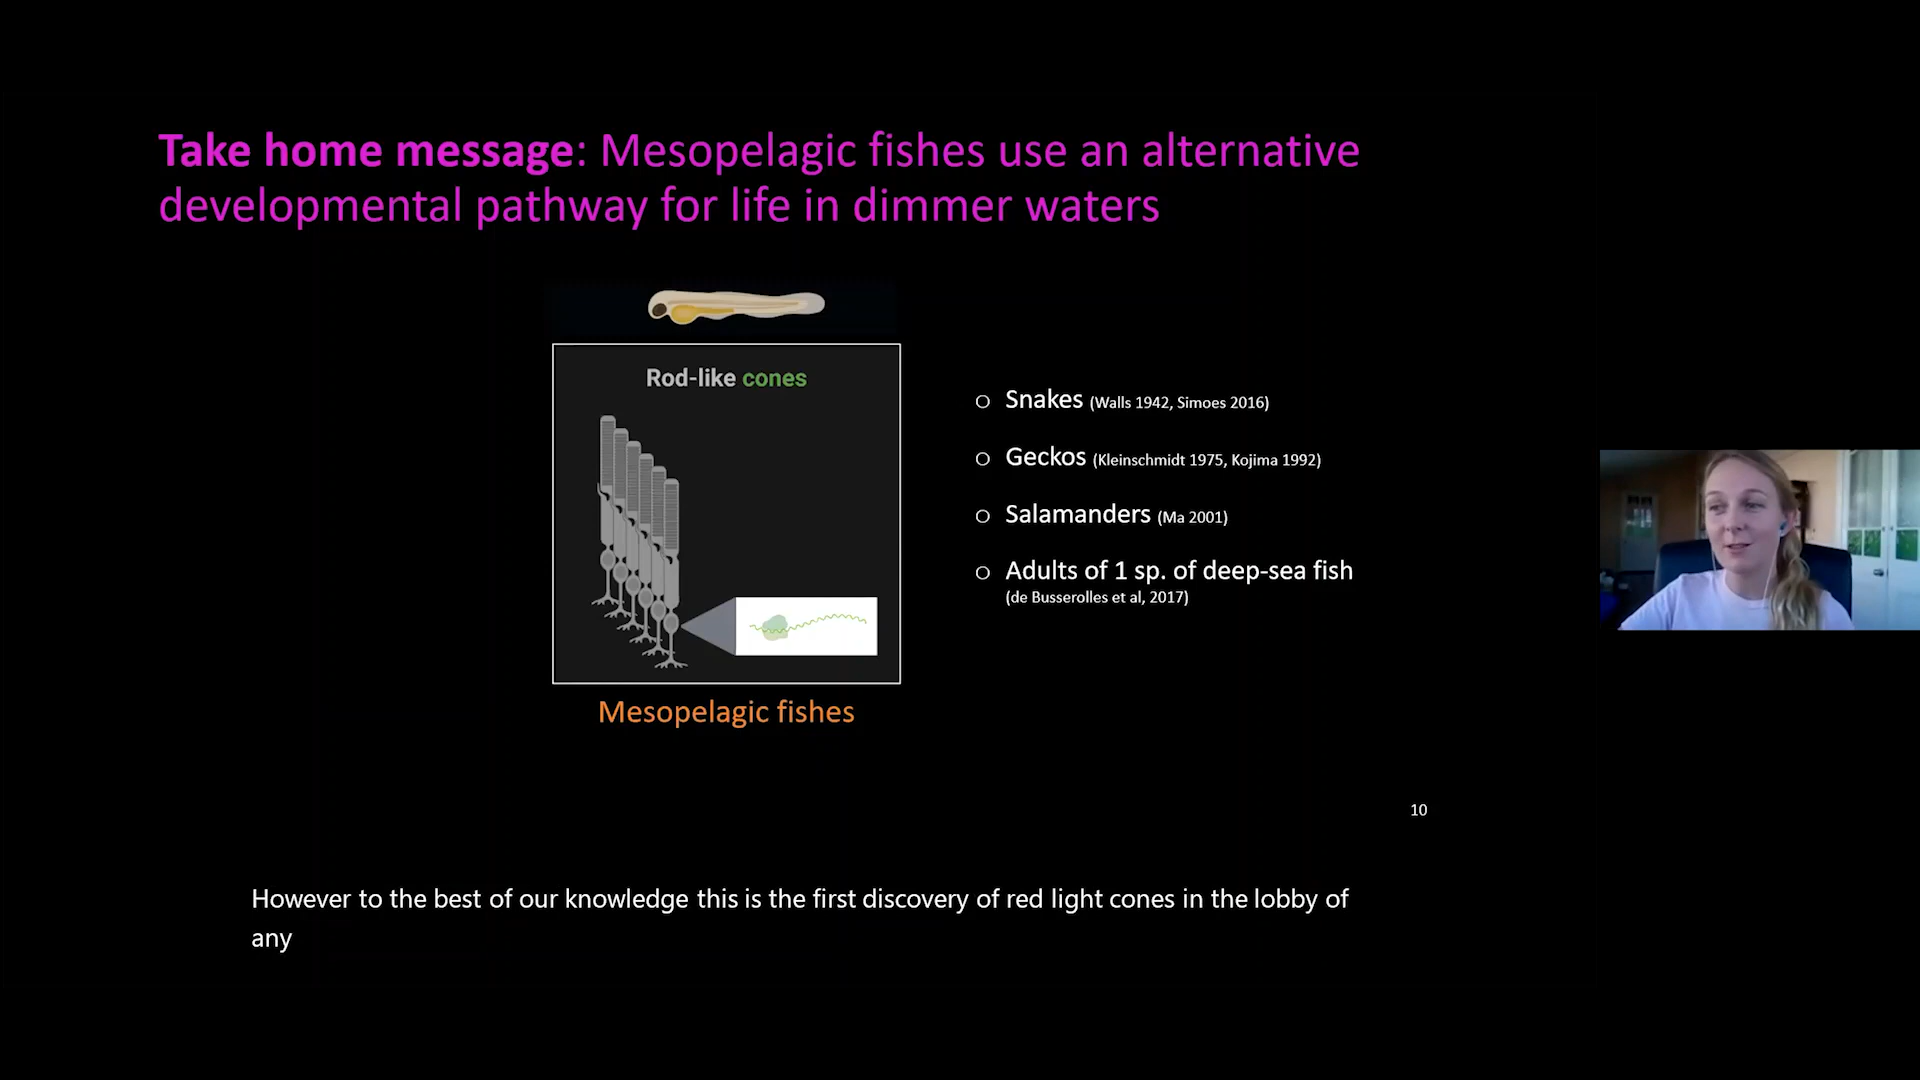 Take home message: Mesopelagic fishes use an alternative
developmental pathway for life in dimmer waters
Rod-like cones
Mesopelagic fishes
○ Snakes (Walls 1942, Simoes 2016)
○ Geckos (Kleinschmidt 1975, Kojima 1992)
○ Salamanders (Ma 2001)
○ Adults of 1 sp. of deep-sea fish
(de Busserolles et al, 2017)
10
However to the best of our knowledge this is the first discovery of red light cones in the lobby of
any